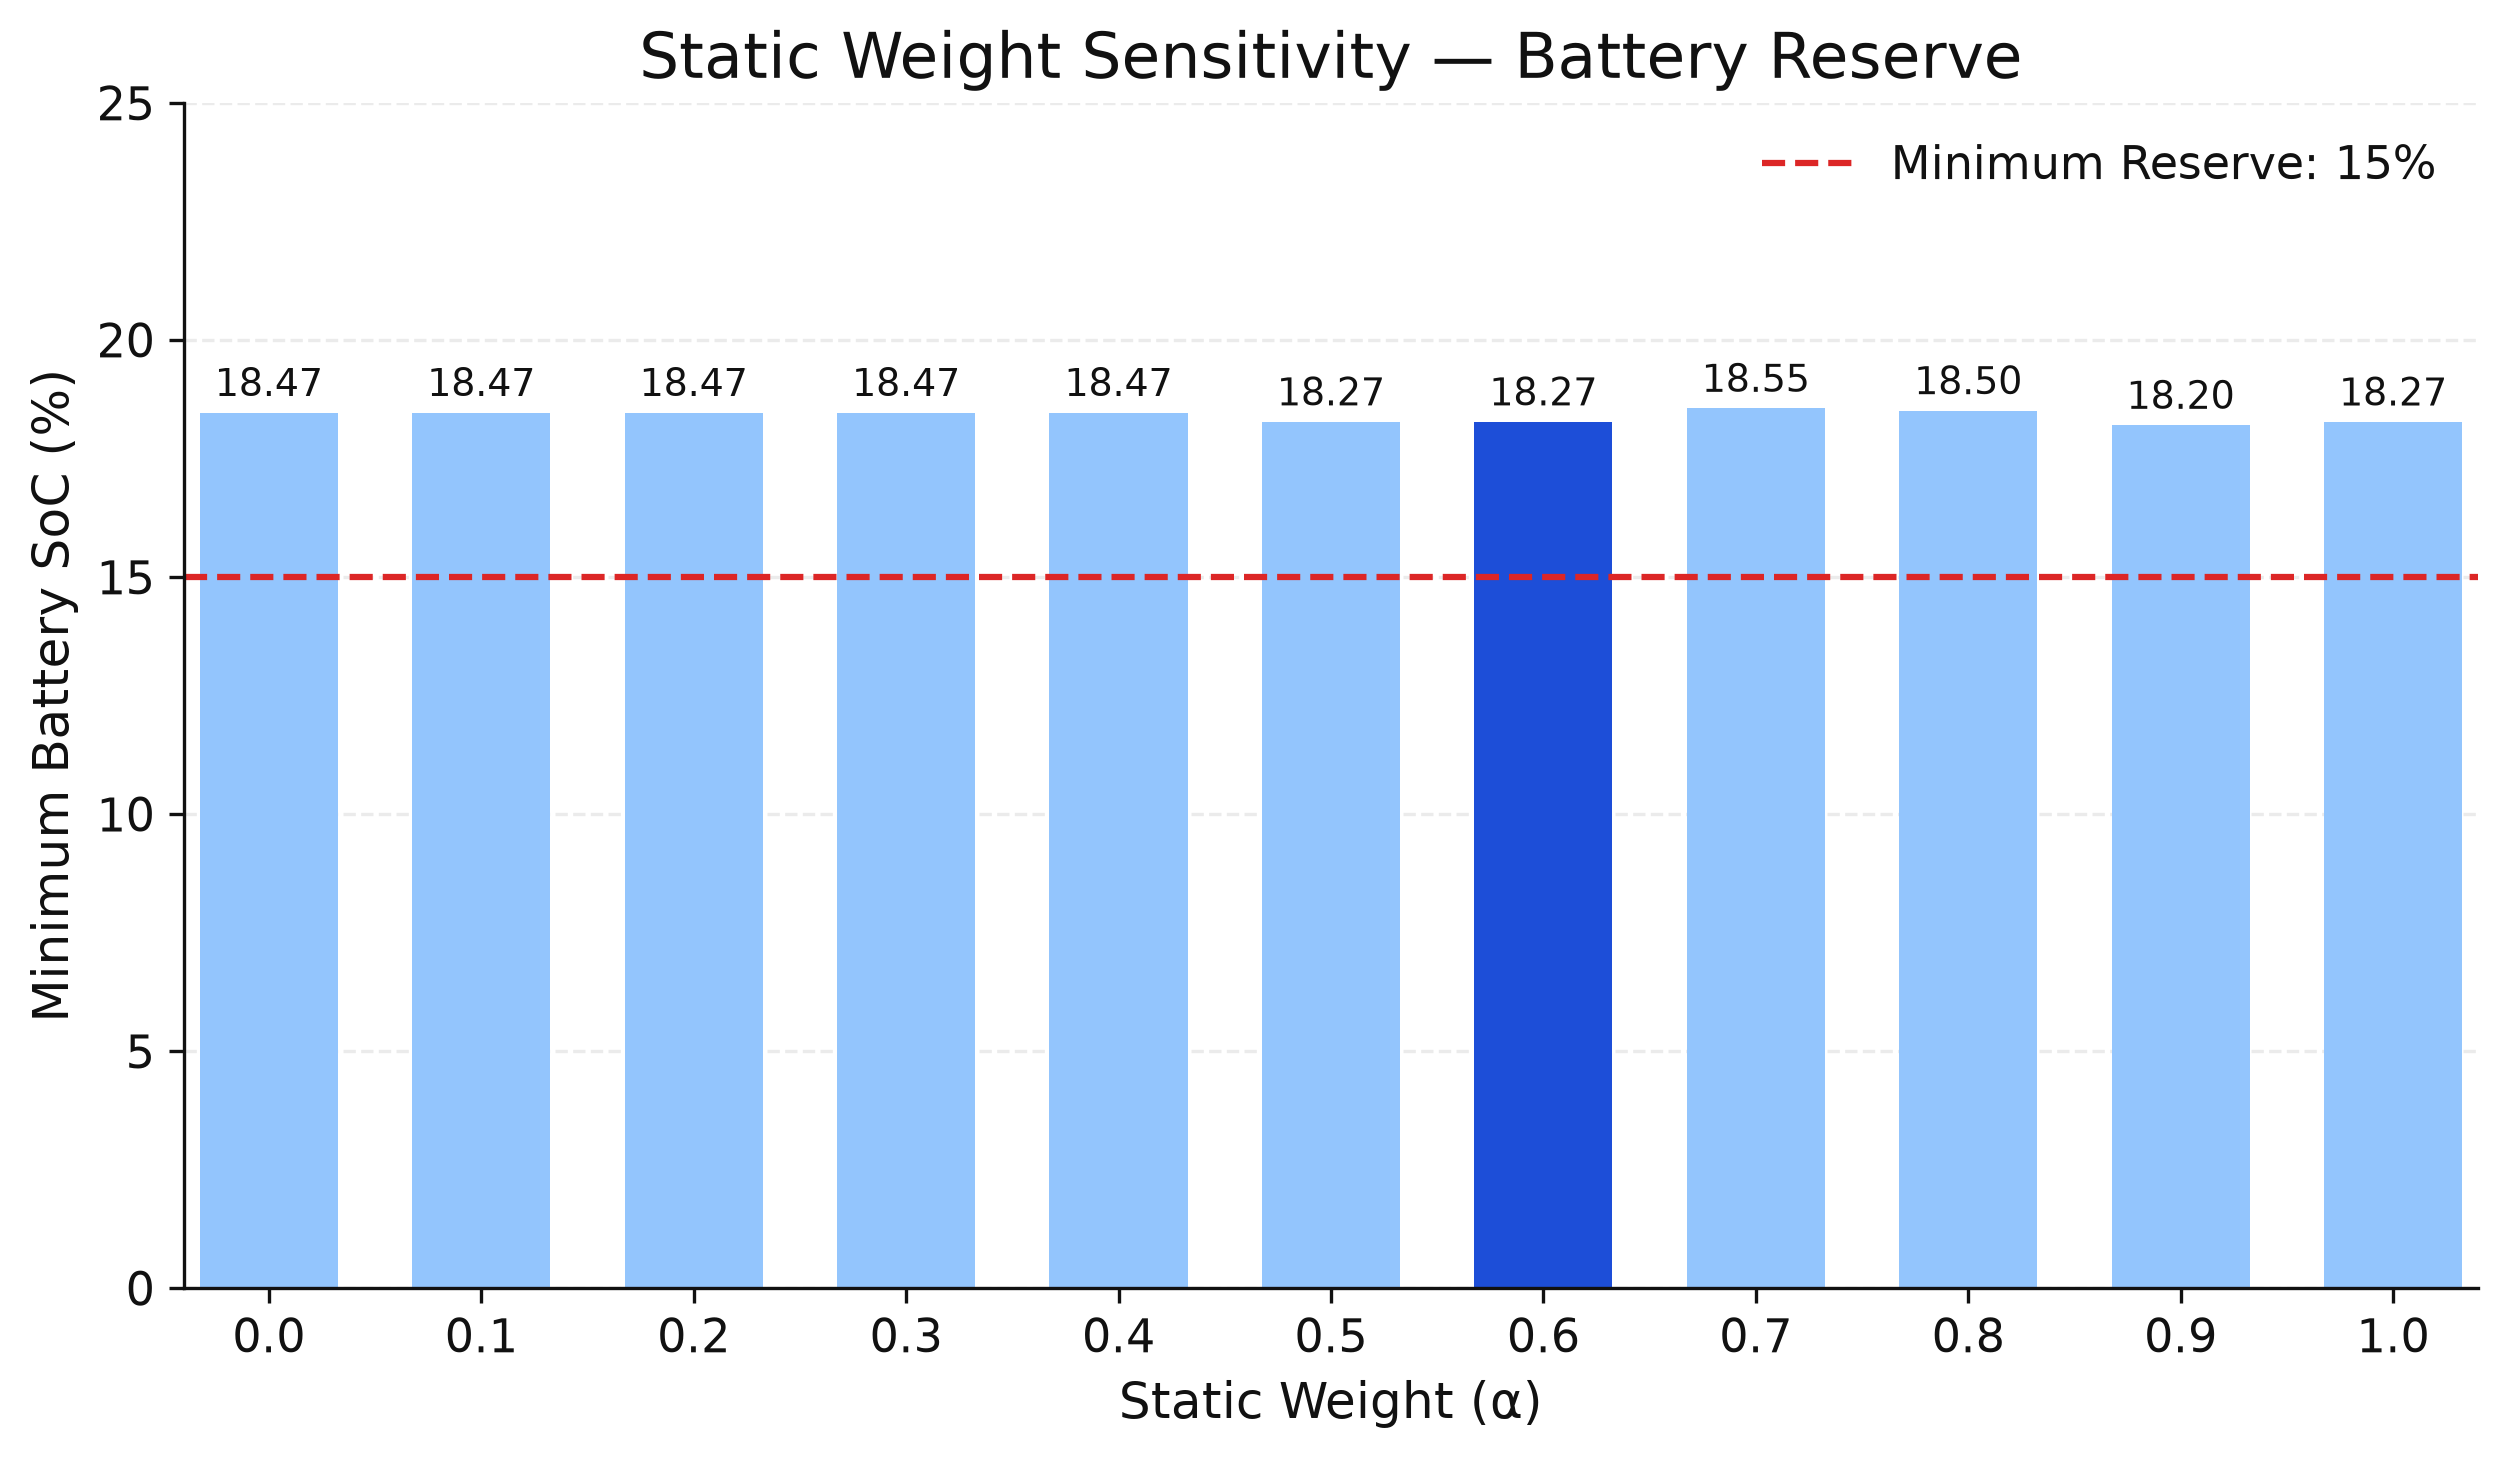 Static Weight Sensitivity — Battery Reserve
Minimum Reserve: 15%
Minimum Battery SoC (%)
25
20
15
10
5
0
18.47 18.47 18.47 18.47 18.47 18.27 18.27 18.55 18.50 18.20 18.27
0.0 0.1 0.2 0.3 0.4 0.5 0.6 0.7 0.8 0.9 1.0
Static Weight (α)